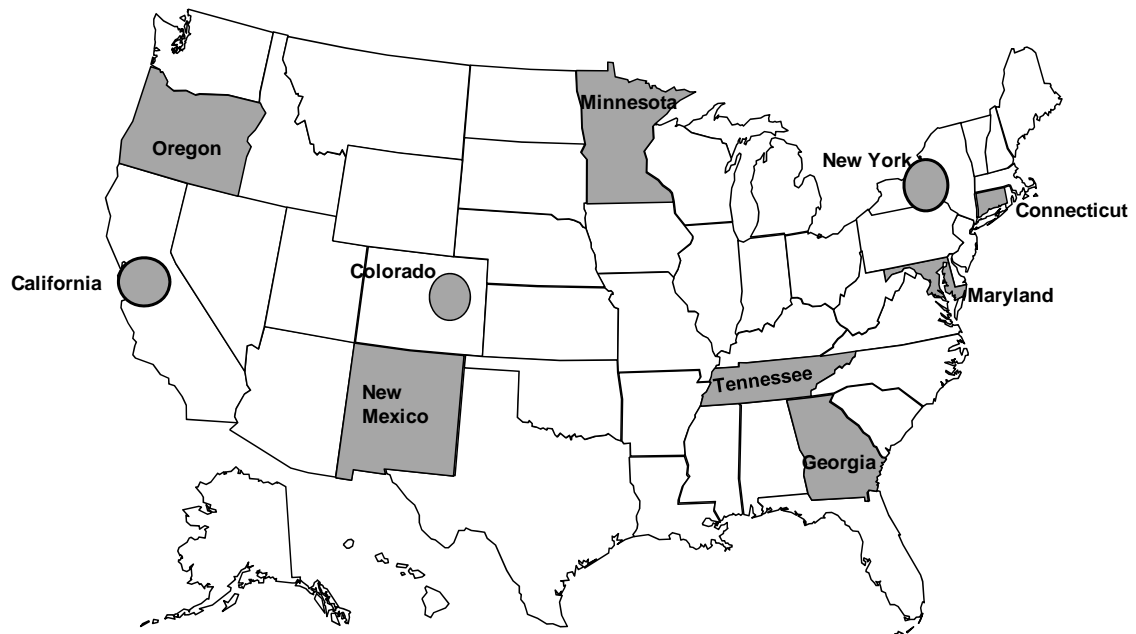 Minnesota
Oregon
New York
Connecticut
Colorado
California
Maryland
Tennessee
New
Mexico
Georgia